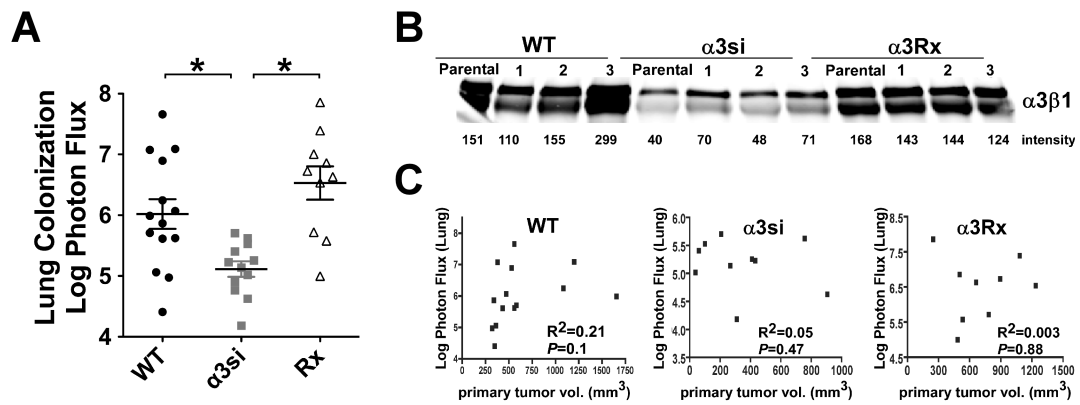 A
* *
Lung Colonization
Log Photon Flux
8
7
6
5
4
WT α3si Rx
B
WT α3si α3Rx
Parental 1 2 3 Parental 1 2 3 Parental 1 2 3
α3β1
151 110 155 299 40 70 48 71 168 143 144 124 intensity
C
WT
Log Photon Flux (Lung)
8
7
6
5
4
R2=0.21
P=0.1
0 250 500 750 1000 1250 1500 1750
primary tumor vol. (mm3)
α3si
Log Photon Flux (Lung)
6.0
5.5
5.0
4.5
4.0
3.5
R2=0.05
P=0.47
0 200 400 600 800 1000
primary tumor vol. (mm3)
α3Rx
Log Photon Flux (Lung)
8.5
7.5
6.5
5.5
4.5
R2=0.003
P=0.88
0 300 600 900 1200 1500
primary tumor vol. (mm3)